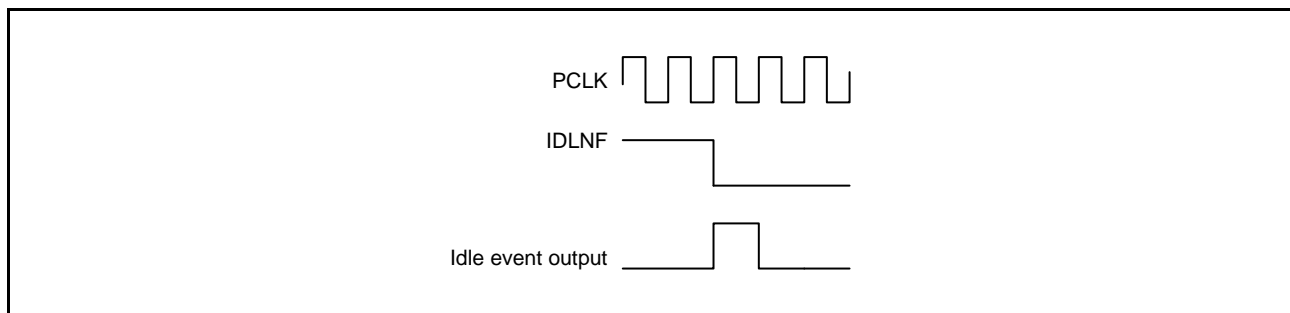 PCLK
IDLNF
Idle event output